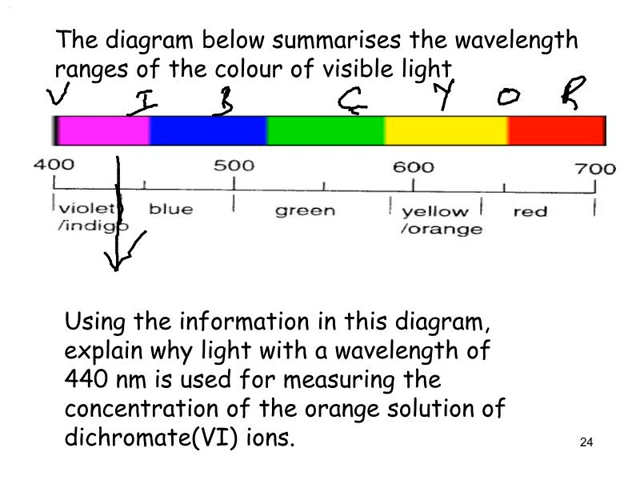 The diagram below summarises the wavelength
ranges of the colour of visible light
V I B G Y O R
400 500 600 700
violet blue green yellow red
/indigo /orange
Using the information in this diagram,
explain why light with a wavelength of
440 nm is used for measuring the
concentration of the orange solution of
dichromate(VI) ions.
24